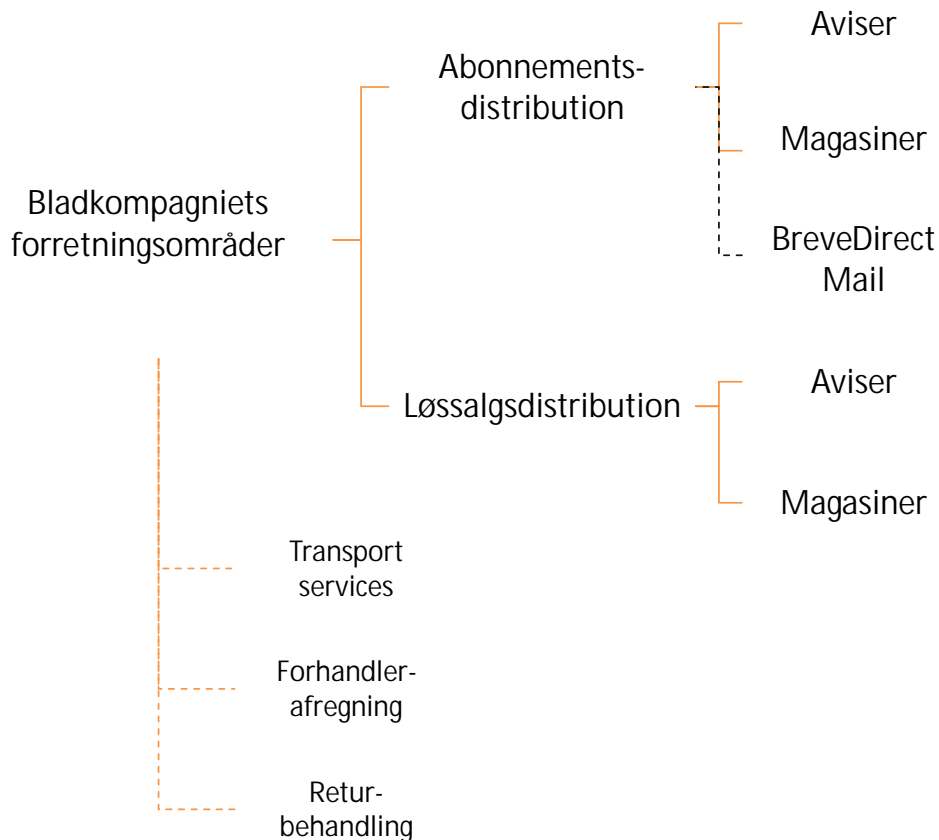 Bladkompagniets
forretningsområder
Abonnements-
distribution
Aviser
Magasiner
BreveDirect
Mail
Løssalgsdistribution
Aviser
Magasiner
Transport
services
Forhandler-
afregning
Retur-
behandling